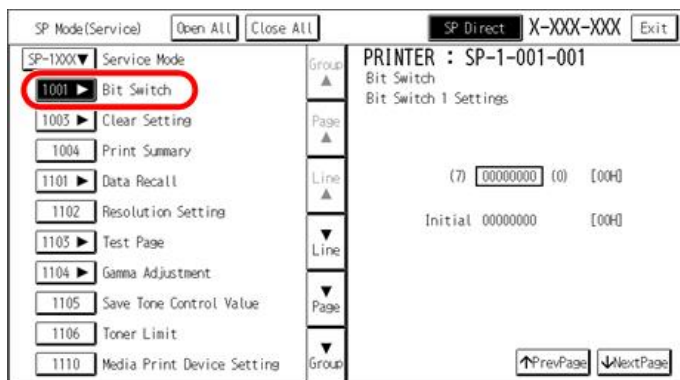 SP Mode(Service) Open All Close All SP Direct X-XXX-XXX Exit
SP-1XXX▼ Service Mode
1001 ► Bit Switch
1003 ► Clear Setting
1004 Print Summary
1101 ► Data Recall
1102 Resolution Setting
1103 ► Test Page
1104 ► Gamma Adjustment
1105 Save Tone Control Value
1106 Toner Limit
1110 Media Print Device Setting
Group ▲
Page ▲
Line ▲
▼ Line
▼ Page
▼ Group
PRINTER : SP-1-001-001
Bit Switch
Bit Switch 1 Settings
(7) 00000000 (0) [00H]
Initial 00000000 [00H]
↑PrevPage ↓NextPage